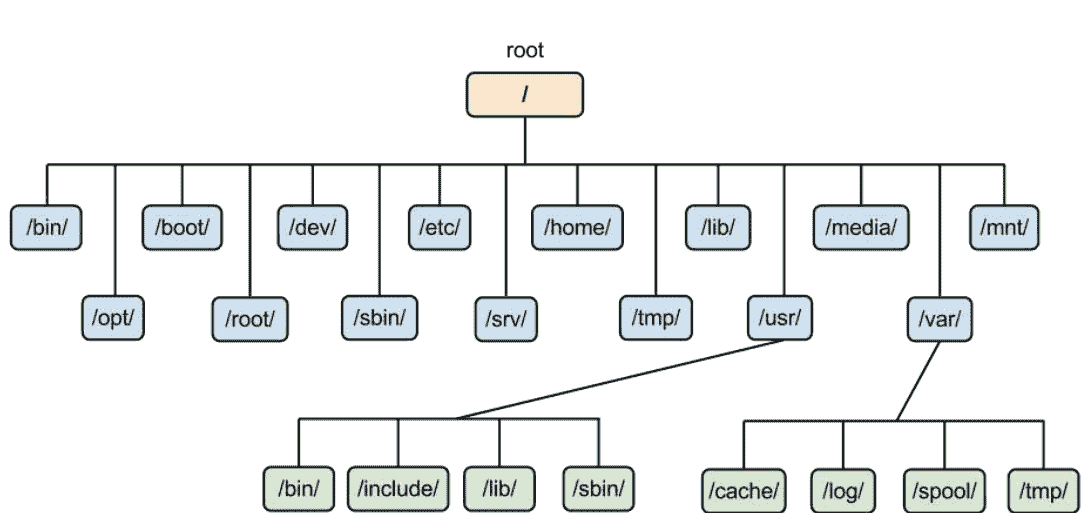 root
/
/bin/ /boot/ /dev/ /etc/ /home/ /lib/ /media/ /mnt/
/opt/ /root/ /sbin/ /srv/ /tmp/ /usr/ /var/
/bin/ /include/ /lib/ /sbin/ /cache/ /log/ /spool/ /tmp/